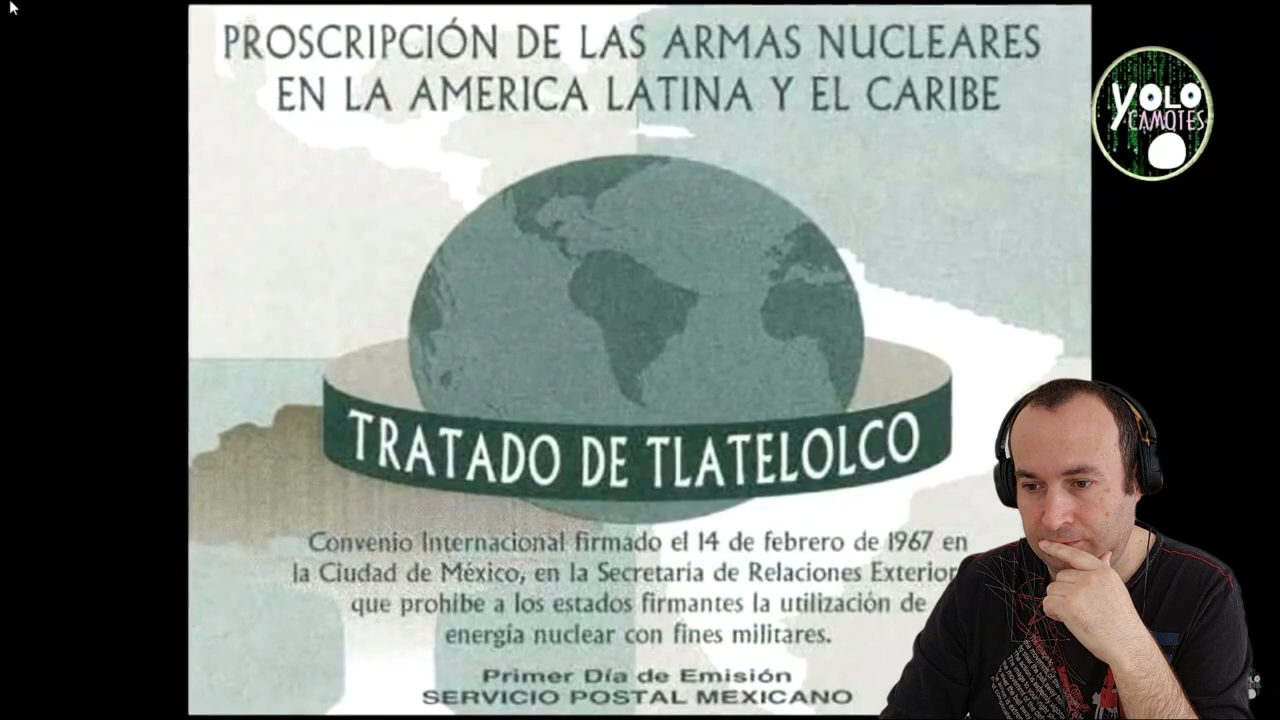 PROSCRIPCIÓN DE LAS ARMAS NUCLEARES
EN LA AMERICA LATINA Y EL CARIBE
YOLO
CAMOTES
TRATADO DE TLATELOLCO
Convenio Internacional firmado el 14 de febrero de 1967 en
la Ciudad de México, en la Secretaría de Relaciones Exterior
que prohibe a los estados firmantes la utilización de
energía nuclear con fines militares.
Primer Día de Emisión
SERVICIO POSTAL MEXICANO